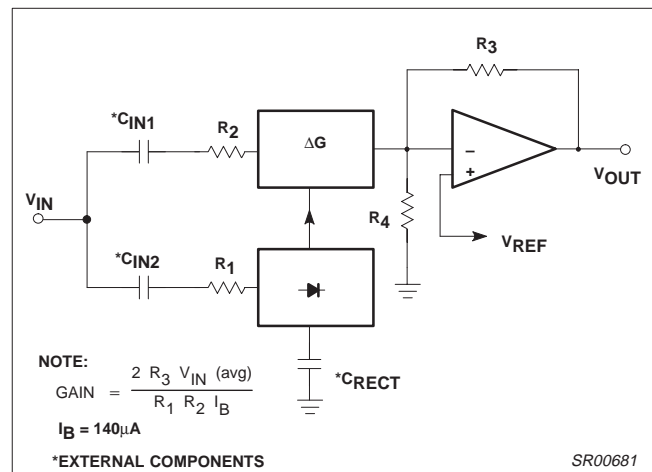 R3
*CIN1
R2
ΔG
−
+
VOUT
VIN
R4
VREF
*CIN2
R1
*CRECT
NOTE:
GAIN = 2 R3 VIN (avg) / R1 R2 IB
IB = 140μA
*EXTERNAL COMPONENTS
SR00681